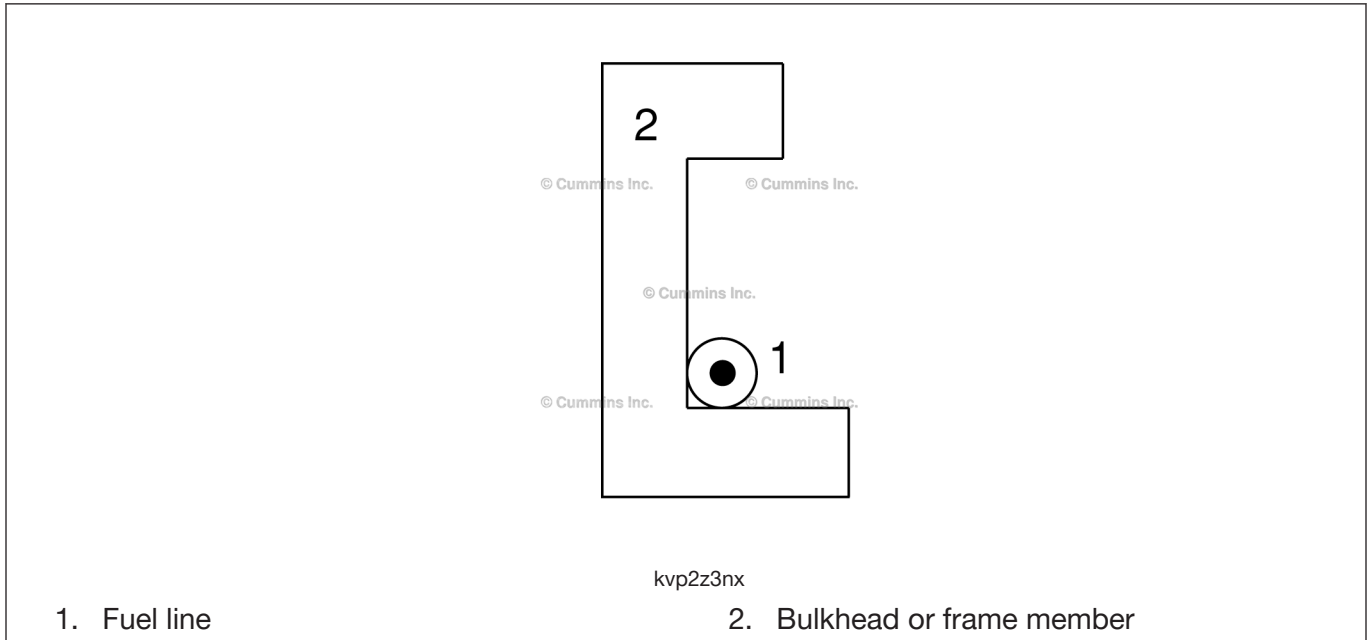 2
© Cummins Inc. © Cummins Inc.
© Cummins Inc.
1
© Cummins Inc. © Cummins Inc.
kvp2z3nx
1. Fuel line 2. Bulkhead or frame member